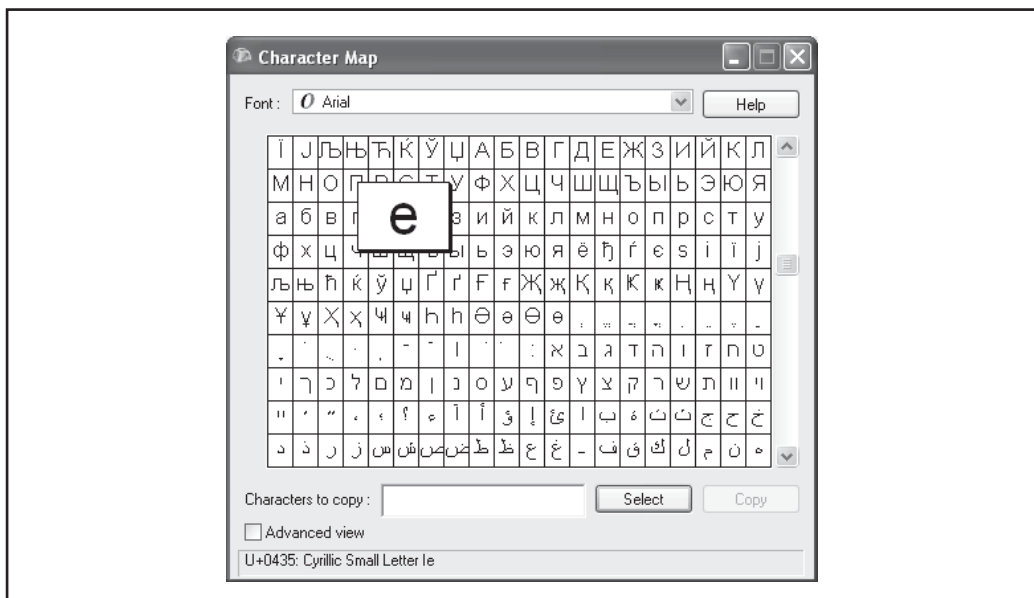 Character Map
Font : O Arial Help
Ї Ј Љ Њ Ћ Ќ Ў Џ А Б В Г Д Е Ж З И Й К Л
М Н О П Р С Т У Ф Х Ц Ч Ш Щ Ъ Ы Ь Э Ю Я
а б в г е з и й к л м н о п р с т у
ф х ц ч ш щ ъ ы ь э ю я ё ђ ѓ є ѕ і ї ј
љ њ ћ ќ ў џ Ґ ґ Ғ ғ Җ җ Қ қ Ҝ ҝ Ң ң Ү ү
Ұ ұ Ҳ ҳ Ҹ ҹ Һ һ Ә ә Ө ө
א ב ג ד ה ו ז ח ט
י ך כ ל ם מ ן נ ס ע ף פ ץ צ ק ר ש ת װ ױ
ײ ׳ ״ ، ؛ ؟ ء آ أ ؤ إ ئ ا ب ة ت ث ج ح خ
د ذ ر ز س ش ص ض ط ظ ع غ ـ ف ق ك ل م ن ه
Characters to copy : Select Copy
Advanced view
U+0435: Cyrillic Small Letter Ie